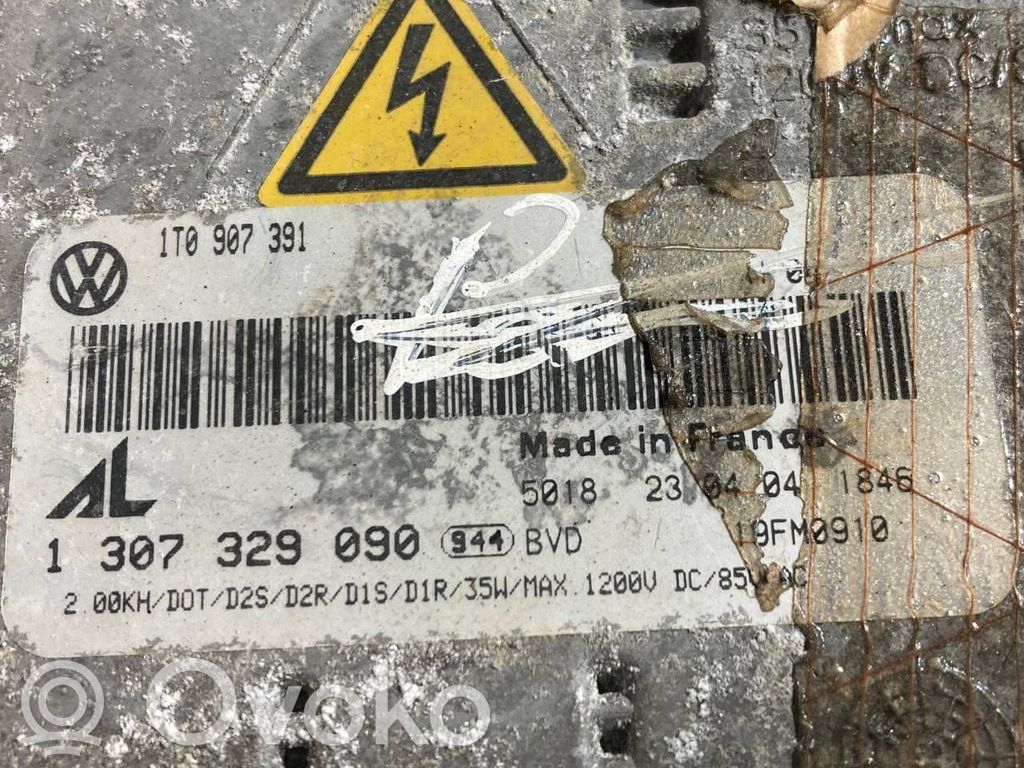 1T0 907 391
Made in France
5018 23 04 04 1846
1 307 329 090 944 BVD 19FM0910
2.00KH/DOT/D2S/D2R/D1S/D1R/35W/MAX.1200V DC/85V AC
Ovoko